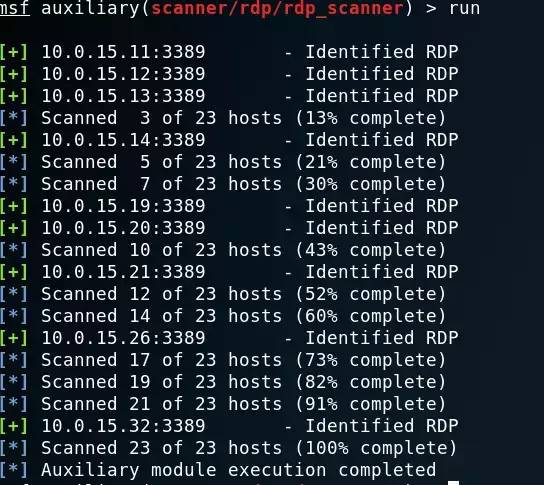 msf auxiliary(scanner/rdp/rdp_scanner) > run
[+] 10.0.15.11:3389       - Identified RDP
[+] 10.0.15.12:3389       - Identified RDP
[+] 10.0.15.13:3389       - Identified RDP
[*] Scanned  3 of 23 hosts (13% complete)
[+] 10.0.15.14:3389       - Identified RDP
[*] Scanned  5 of 23 hosts (21% complete)
[*] Scanned  7 of 23 hosts (30% complete)
[+] 10.0.15.19:3389       - Identified RDP
[+] 10.0.15.20:3389       - Identified RDP
[*] Scanned 10 of 23 hosts (43% complete)
[+] 10.0.15.21:3389       - Identified RDP
[*] Scanned 12 of 23 hosts (52% complete)
[*] Scanned 14 of 23 hosts (60% complete)
[+] 10.0.15.26:3389       - Identified RDP
[*] Scanned 17 of 23 hosts (73% complete)
[*] Scanned 19 of 23 hosts (82% complete)
[*] Scanned 21 of 23 hosts (91% complete)
[+] 10.0.15.32:3389       - Identified RDP
[*] Scanned 23 of 23 hosts (100% complete)
[*] Auxiliary module execution completed